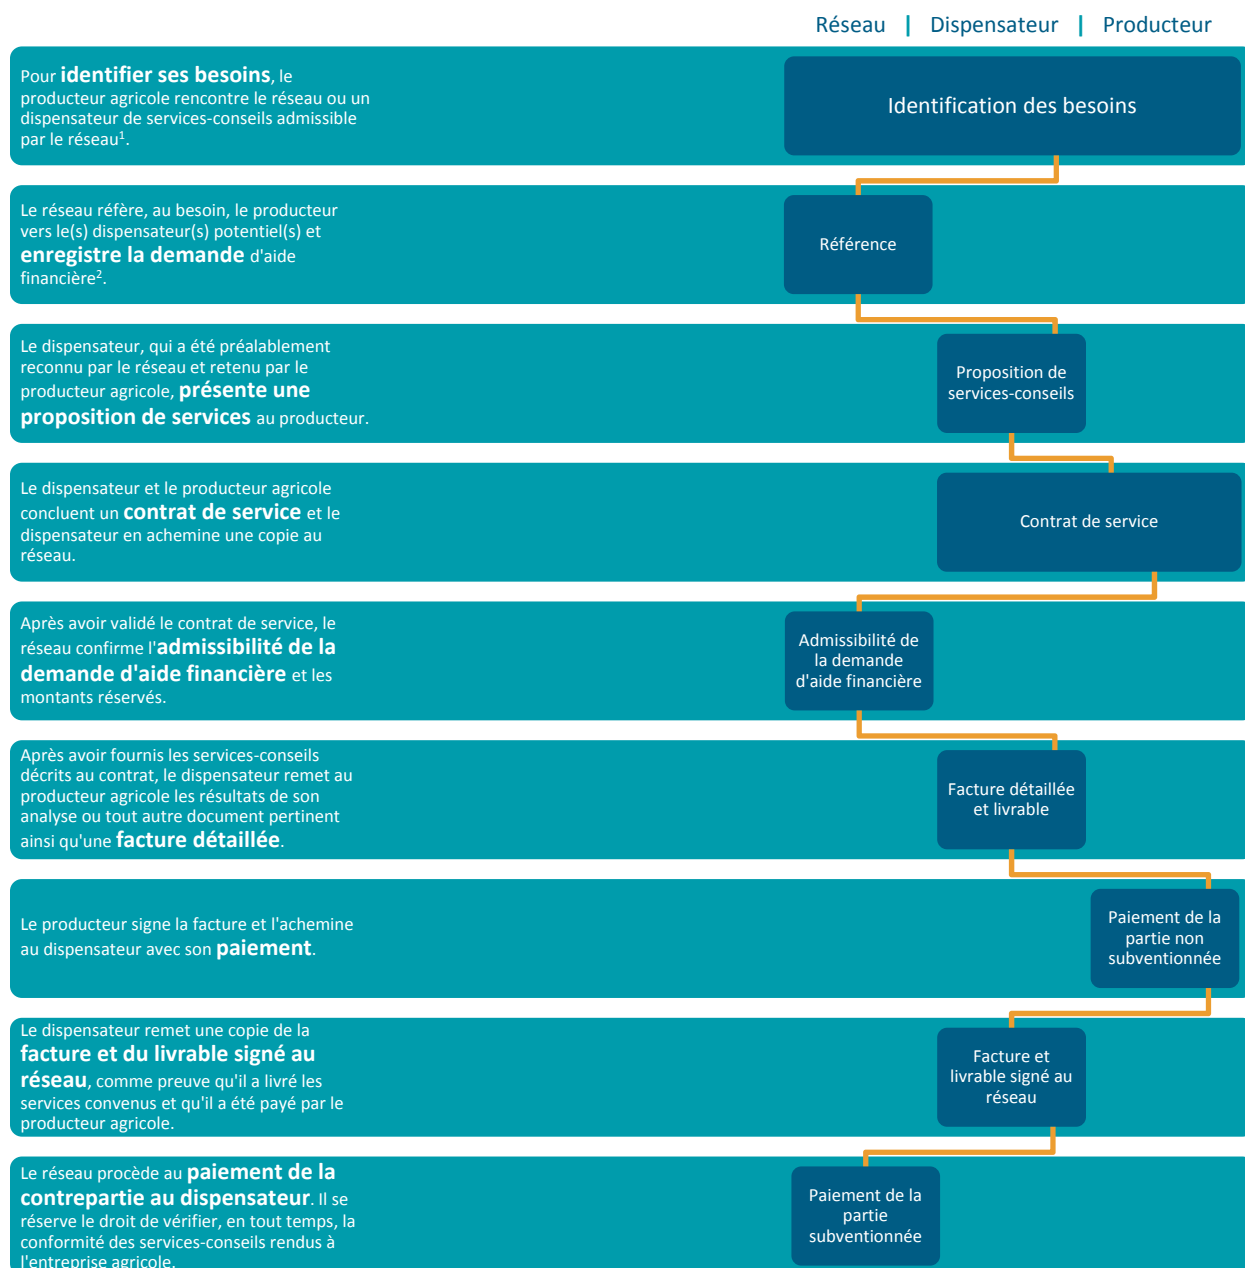 Réseau | Dispensateur | Producteur
Pour identifier ses besoins, le
producteur agricole rencontre le réseau ou un
dispensateur de services-conseils admissible
par le réseau¹.
Identification des besoins
Le réseau réfère, au besoin, le producteur
vers le(s) dispensateur(s) potentiel(s) et
enregistre la demande d'aide
financière².
Référence
Le dispensateur, qui a été préalablement
reconnu par le réseau et retenu par le
producteur agricole, présente une
proposition de services au producteur.
Proposition de
services-conseils
Le dispensateur et le producteur agricole
concluent un contrat de service et le
dispensateur en achemine une copie au
réseau.
Contrat de service
Après avoir validé le contrat de service, le
réseau confirme l'admissibilité de la
demande d'aide financière et les
montants réservés.
Admissibilité de
la demande
d'aide financière
Après avoir fournis les services-conseils
décrits au contrat, le dispensateur remet au
producteur agricole les résultats de son
analyse ou tout autre document pertinent
ainsi qu'une facture détaillée.
Facture détaillée
et livrable
Le producteur signe la facture et l'achemine
au dispensateur avec son paiement.
Paiement de la
partie non
subventionnée
Le dispensateur remet une copie de la
facture et du livrable signé au
réseau, comme preuve qu'il a livré les
services convenus et qu'il a été payé par le
producteur agricole.
Facture et
livrable signé au
réseau
Le réseau procède au paiement de la
contrepartie au dispensateur. Il se
réserve le droit de vérifier, en tout temps, la
conformité des services-conseils rendus à
l'entreprise agricole.
Paiement de la
partie
subventionnée